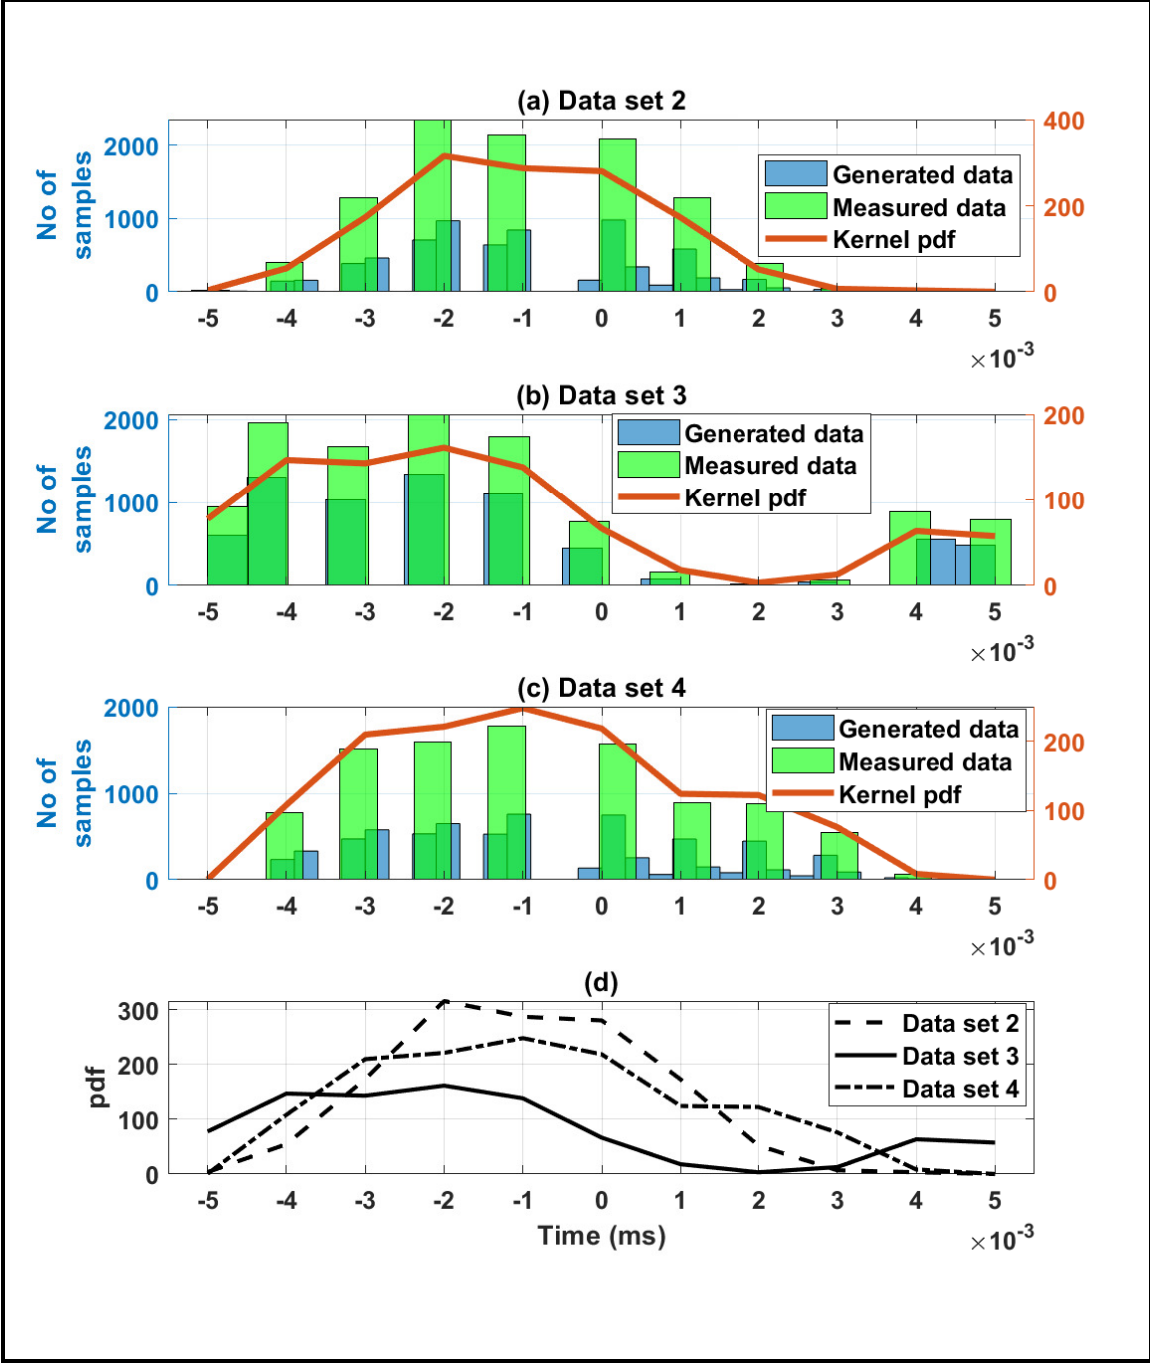 (a) Data set 2
No of
samples
2000
1000
0
400
200
0
Generated data
Measured data
Kernel pdf
-5 -4 -3 -2 -1 0 1 2 3 4 5
×10-3
(b) Data set 3
No of
samples
2000
1000
0
200
100
0
Generated data
Measured data
Kernel pdf
-5 -4 -3 -2 -1 0 1 2 3 4 5
×10-3
(c) Data set 4
No of
samples
2000
1000
0
200
100
0
Generated data
Measured data
Kernel pdf
-5 -4 -3 -2 -1 0 1 2 3 4 5
×10-3
(d)
pdf
300
200
100
0
Data set 2
Data set 3
Data set 4
-5 -4 -3 -2 -1 0 1 2 3 4 5
Time (ms)
×10-3